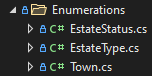 Enumerations
C# EstateStatus.cs
C# EstateType.cs
C# Town.cs